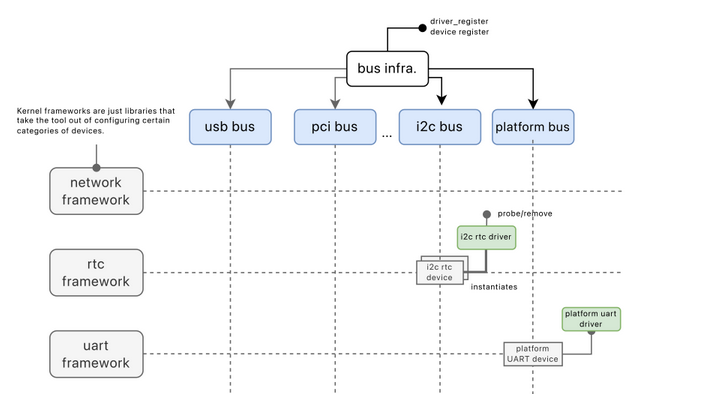 driver_register
device register
bus infra.
Kernel frameworks are just libraries that
take the tool out of configuring certain
categories of devices.
usb bus
pci bus
...
i2c bus
platform bus
network
framework
probe/remove
i2c rtc driver
rtc
framework
i2c rtc
device
instantiates
platform uart
driver
uart
framework
platform
UART device